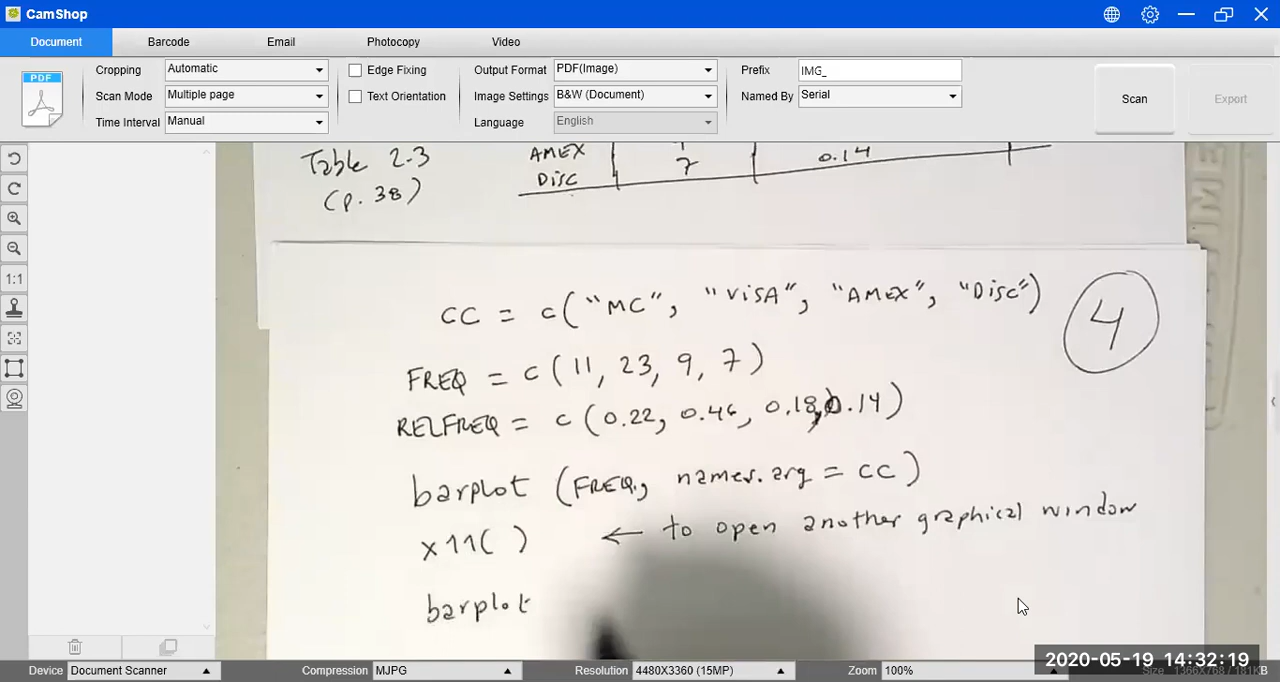 CamShop
Document Barcode Email Photocopy Video
PDF Cropping Automatic Edge Fixing Output Format PDF(Image) Prefix IMG_ Scan Export
Scan Mode Multiple page Text Orientation Image Settings B&W (Document) Named By Serial
Time Interval Manual Language English
1:1
Table 2-3
(p. 38)
AMEX
DISC 7 0.14
4
CC = c("MC", "VISA", "AMEX", "DISC")
FREQ = c(11, 23, 9, 7)
RELFREQ = c(0.22, 0.46, 0.18, 0.14)
barplot (FREQ, names.arg = CC)
x11( ) ← to open another graphical window
barplot
2020-05-19 14:32:19
Device Document Scanner Compression MJPG Resolution 4480X3360 (15MP) Zoom 100%